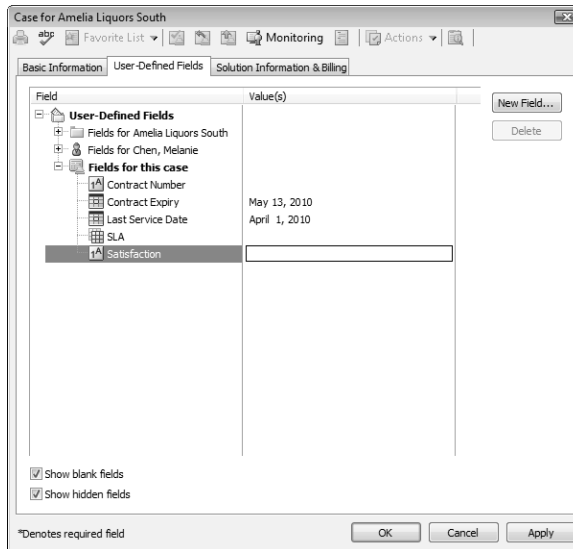 Case for Amelia Liquors South
abc Favorite List Monitoring Actions
Basic Information User-Defined Fields Solution Information & Billing
Field Value(s)
New Field...
User-Defined Fields
Delete
Fields for Amelia Liquors South
Fields for Chen, Melanie
Fields for this case
1A Contract Number
Contract Expiry May 13, 2010
Last Service Date April 1, 2010
SLA
1A Satisfaction
Show blank fields
Show hidden fields
*Denotes required field OK Cancel Apply